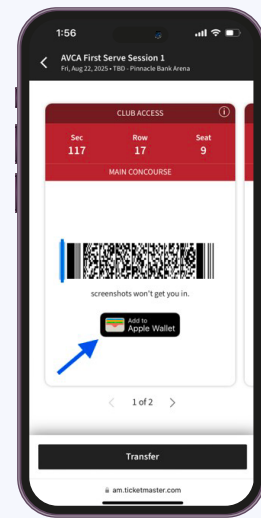 1:56
AVCA First Serve Session 1
Fri, Aug 22, 2025 • TBD - Pinnacle Bank Arena
CLUB ACCESS
Sec Row Seat
117 17 9
MAIN CONCOURSE
screenshots won't get you in.
Add to
Apple Wallet
1 of 2
Transfer
am.ticketmaster.com